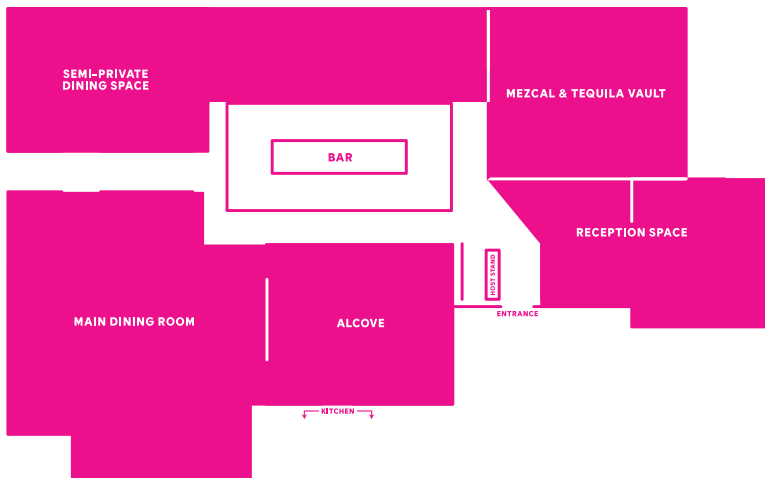 SEMI-PRIVATE
DINING SPACE
MEZCAL & TEQUILA VAULT
BAR
RECEPTION SPACE
HOST STAND
ENTRANCE
MAIN DINING ROOM
ALCOVE
KITCHEN